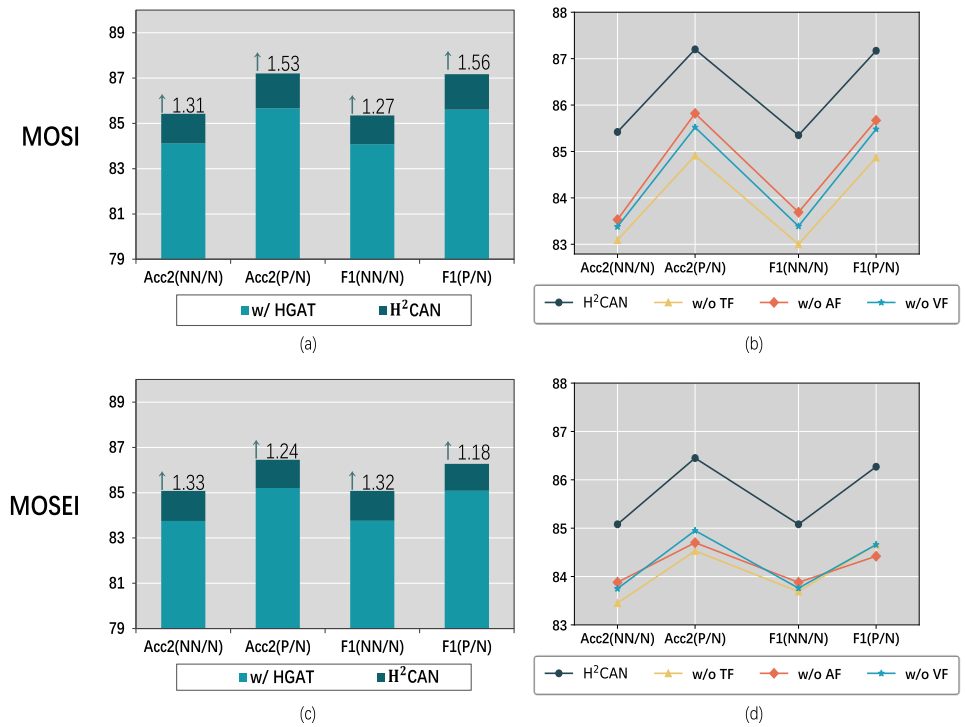 MOSI
89
87
85
83
81
79
↑ 1.31
↑ 1.53
↑ 1.27
↑ 1.56
Acc2(NN/N) Acc2(P/N) F1(NN/N) F1(P/N)
w/ HGAT H²CAN
(a)
88
87
86
85
84
83
Acc2(NN/N) Acc2(P/N) F1(NN/N) F1(P/N)
H²CAN w/o TF w/o AF w/o VF
(b)
MOSEI
89
87
85
83
81
79
↑ 1.33
↑ 1.24
↑ 1.32
↑ 1.18
Acc2(NN/N) Acc2(P/N) F1(NN/N) F1(P/N)
w/ HGAT H²CAN
(c)
88
87
86
85
84
83
Acc2(NN/N) Acc2(P/N) F1(NN/N) F1(P/N)
H²CAN w/o TF w/o AF w/o VF
(d)